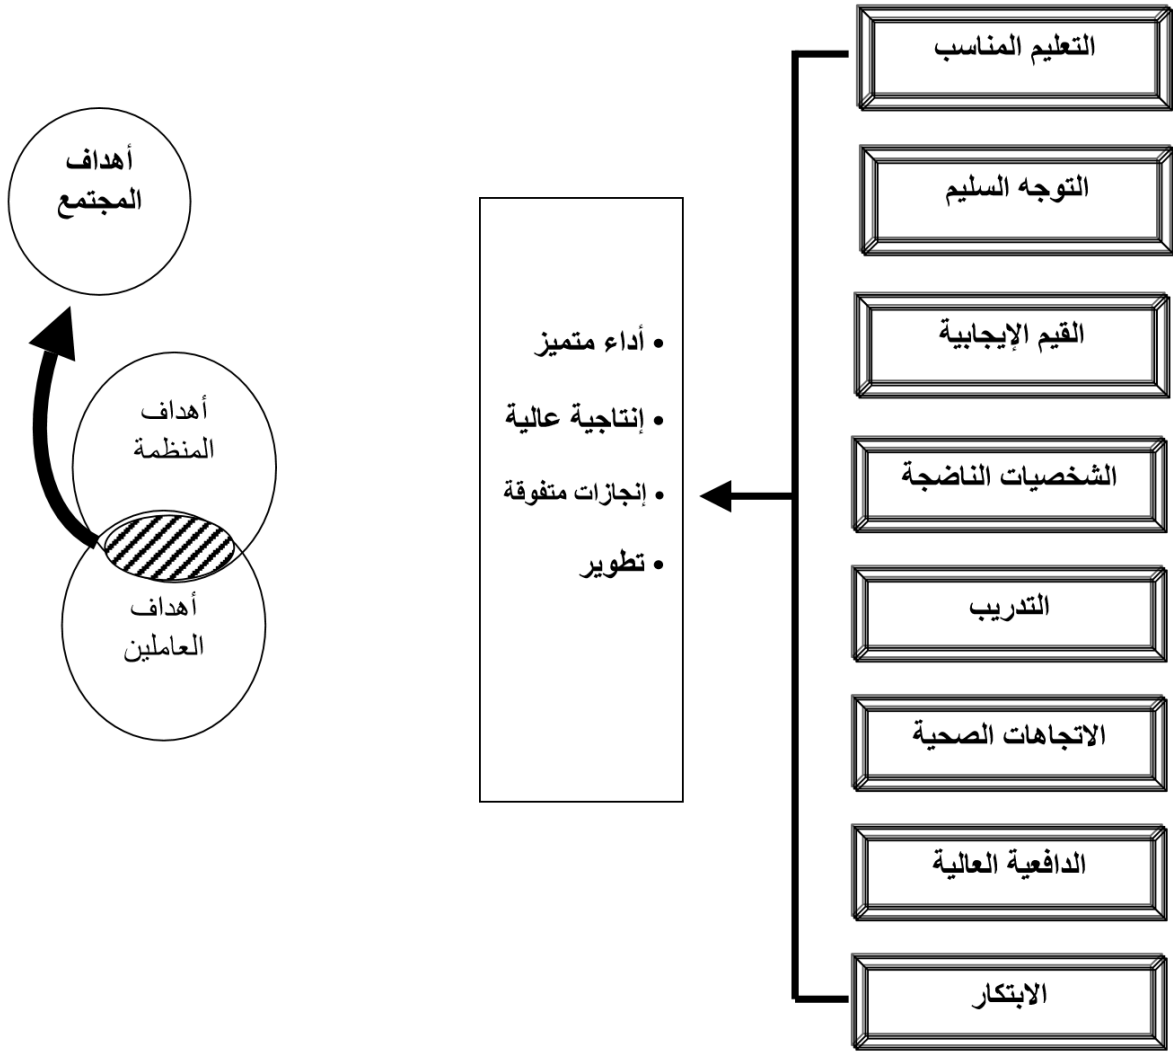 التعليم المناسب
التوجه السليم
القيم الإيجابية
الشخصيات الناضجة
التدريب
الاتجاهات الصحية
الدافعية العالية
الابتكار
• أداء متميز
• إنتاجية عالية
• إنجازات متفوقة
• تطوير
أهداف
المجتمع
أهداف
المنظمة
أهداف
العاملين